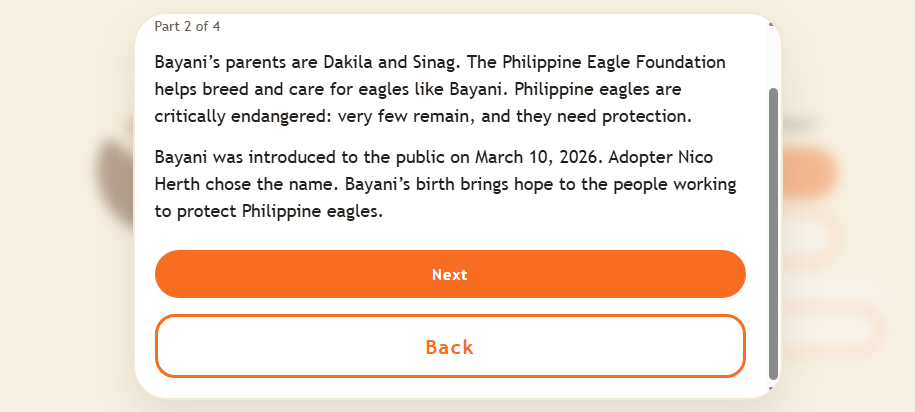 Part 2 of 4
Bayani’s parents are Dakila and Sinag. The Philippine Eagle Foundation
helps breed and care for eagles like Bayani. Philippine eagles are
critically endangered: very few remain, and they need protection.
Bayani was introduced to the public on March 10, 2026. Adopter Nico
Herth chose the name. Bayani’s birth brings hope to the people working
to protect Philippine eagles.
Next
Back